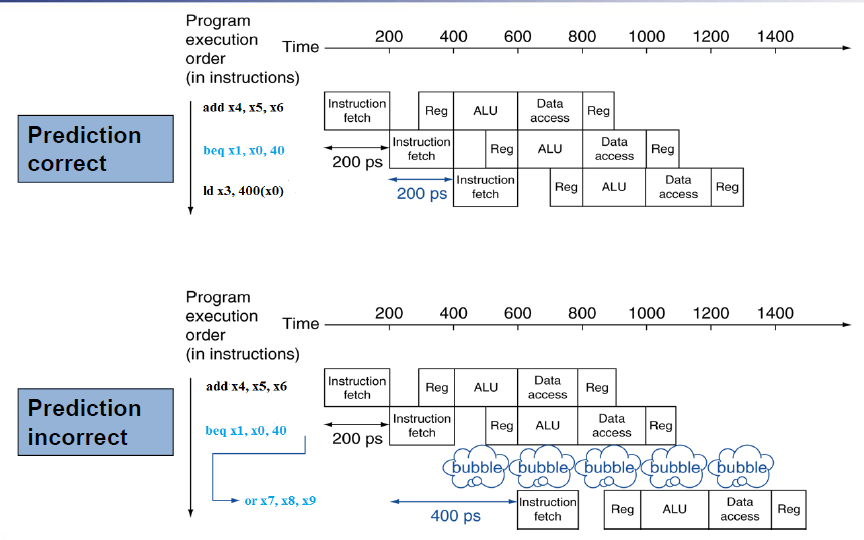 Program
execution
order
(in instructions)
Time
200 400 600 800 1000 1200 1400
Prediction
correct
add x4, x5, x6
Instruction
fetch
Reg
ALU
Data
access
Reg
beq x1, x0, 40
200 ps
Instruction
fetch
Reg
ALU
Data
access
Reg
ld x3, 400(x0)
200 ps
Instruction
fetch
Reg
ALU
Data
access
Reg
Program
execution
order
(in instructions)
Time
200 400 600 800 1000 1200 1400
Prediction
incorrect
add x4, x5, x6
Instruction
fetch
Reg
ALU
Data
access
Reg
beq x1, x0, 40
200 ps
Instruction
fetch
Reg
ALU
Data
access
Reg
bubble bubble bubble bubble bubble
or x7, x8, x9
400 ps
Instruction
fetch
Reg
ALU
Data
access
Reg